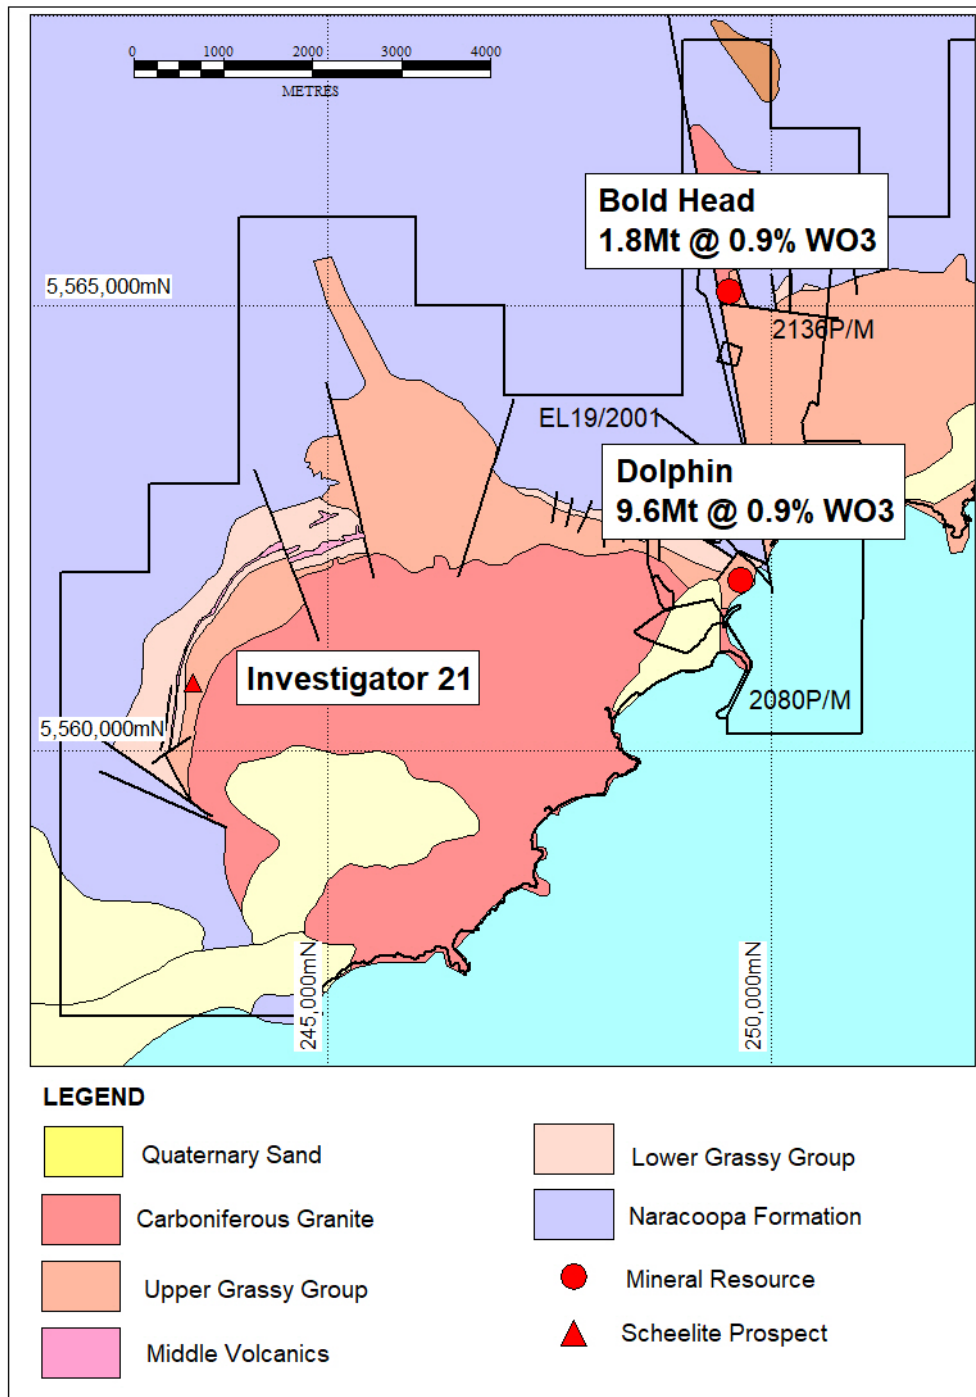 0 1000 2000 3000 4000
METRES
Bold Head
1.8Mt @ 0.9% WO3
5,565,000mN
2136P/M
EL19/2001
Dolphin
9.6Mt @ 0.9% WO3
Investigator 21
5,560,000mN
2080P/M
245,000mN
250,000mN
LEGEND
Quaternary Sand
Carboniferous Granite
Upper Grassy Group
Middle Volcanics
Lower Grassy Group
Naracoopa Formation
Mineral Resource
Scheelite Prospect